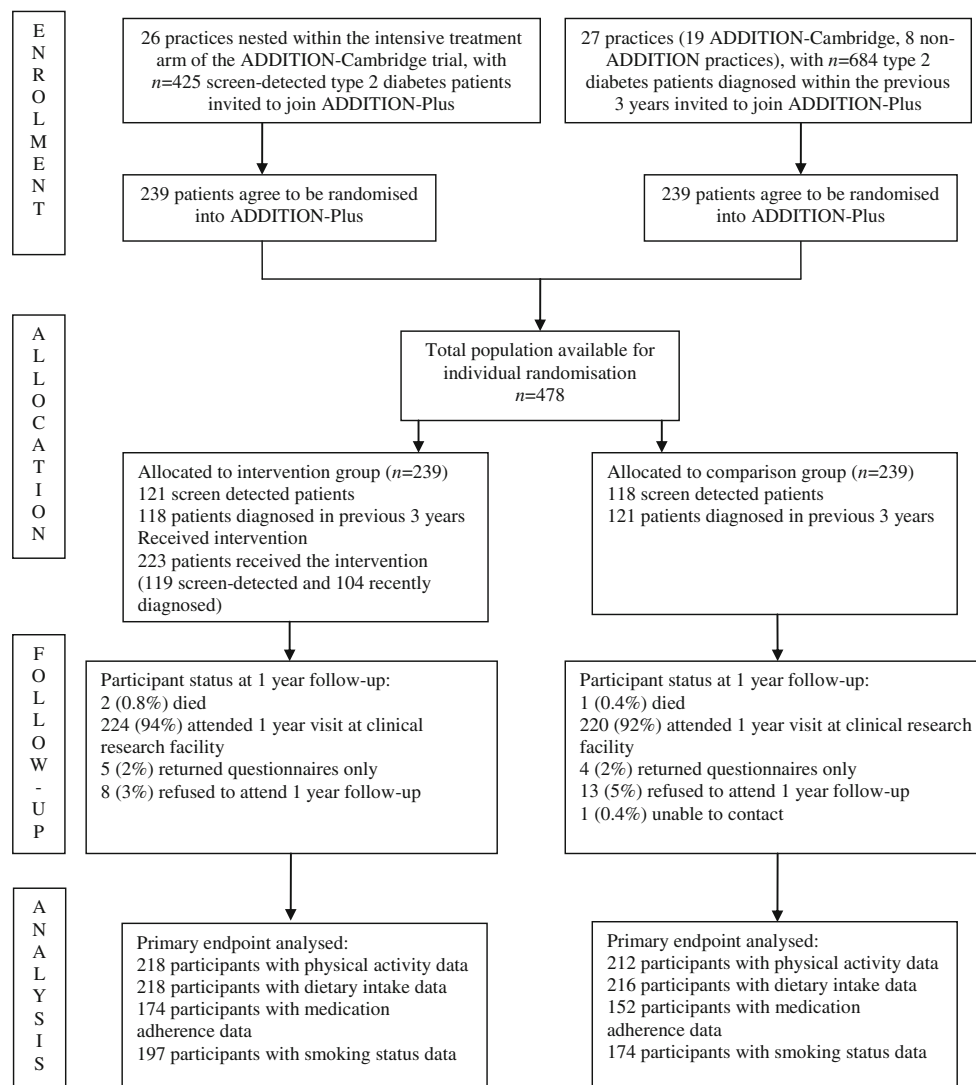 ENROLMENT
26 practices nested within the intensive treatment
arm of the ADDITION-Cambridge trial, with
n=425 screen-detected type 2 diabetes patients
invited to join ADDITION-Plus
27 practices (19 ADDITION-Cambridge, 8 non-
ADDITION practices), with n=684 type 2
diabetes patients diagnosed within the previous
3 years invited to join ADDITION-Plus
239 patients agree to be randomised
into ADDITION-Plus
239 patients agree to be randomised
into ADDITION-Plus
ALLOCATION
Total population available for
individual randomisation
n=478
Allocated to intervention group (n=239)
121 screen detected patients
118 patients diagnosed in previous 3 years
Received intervention
223 patients received the intervention
(119 screen-detected and 104 recently
diagnosed)
Allocated to comparison group (n=239)
118 screen detected patients
121 patients diagnosed in previous 3 years
FOLLOW-UP
Participant status at 1 year follow-up:
2 (0.8%) died
224 (94%) attended 1 year visit at clinical
research facility
5 (2%) returned questionnaires only
8 (3%) refused to attend 1 year follow-up
Participant status at 1 year follow-up:
1 (0.4%) died
220 (92%) attended 1 year visit at clinical research
facility
4 (2%) returned questionnaires only
13 (5%) refused to attend 1 year follow-up
1 (0.4%) unable to contact
ANALYSIS
Primary endpoint analysed:
218 participants with physical activity data
218 participants with dietary intake data
174 participants with medication
adherence data
197 participants with smoking status data
Primary endpoint analysed:
212 participants with physical activity data
216 participants with dietary intake data
152 participants with medication
adherence data
174 participants with smoking status data